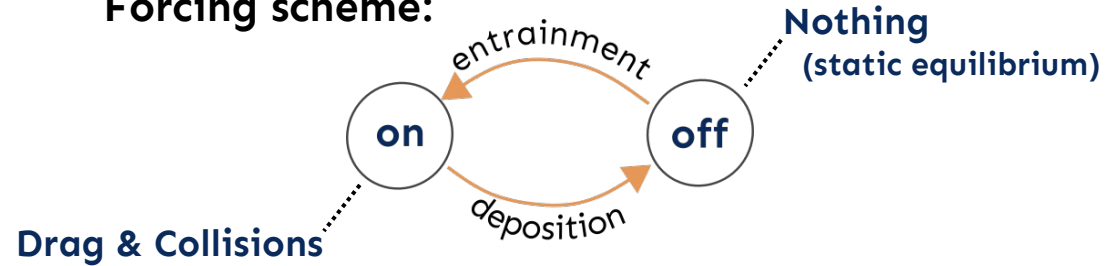 Forcing scheme:
Nothing
(static equilibrium)
entrainment
on
off
deposition
Drag & Collisions